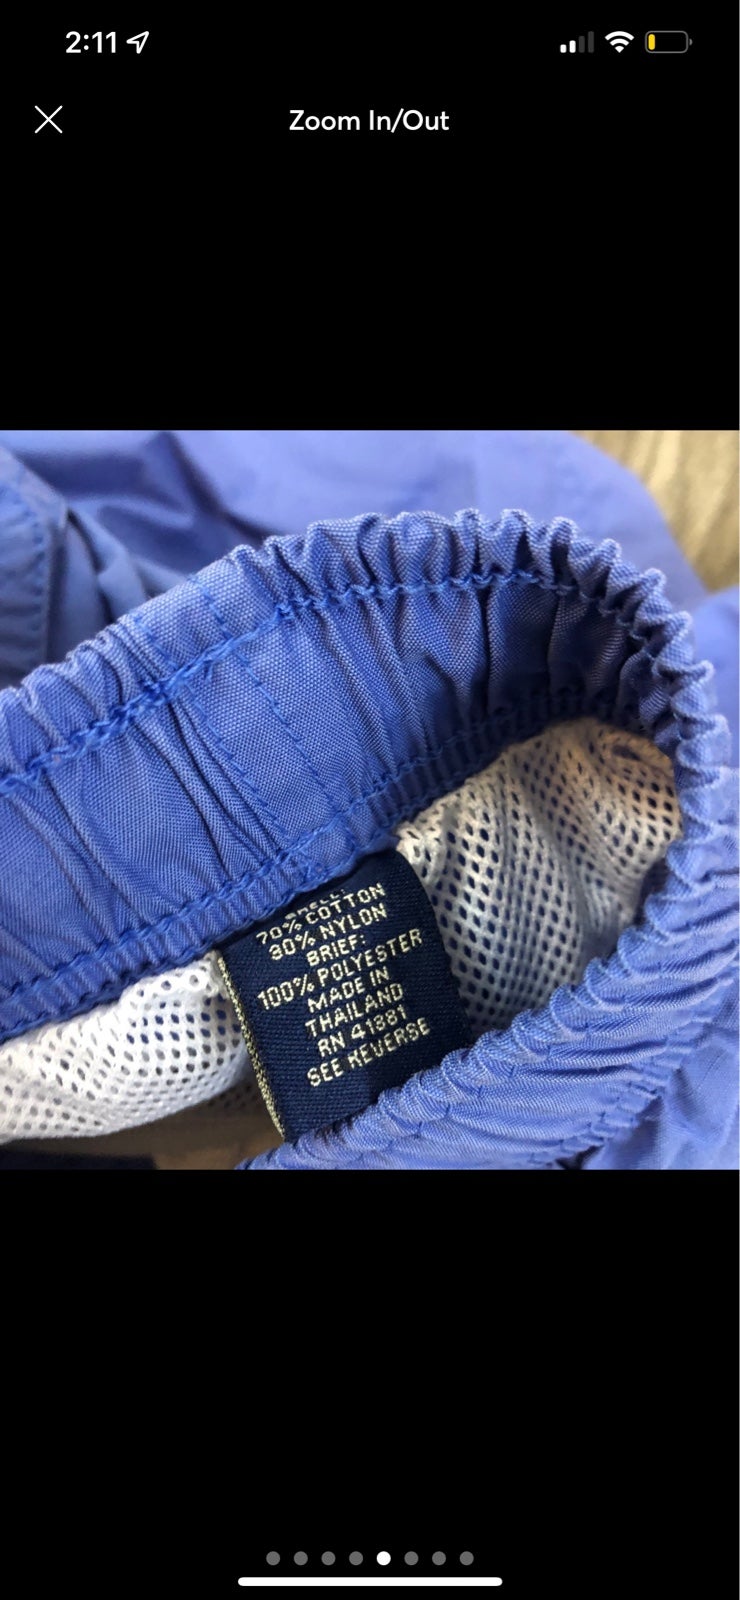 2:11
Zoom In/Out
70% COTTON
30% NYLON
BRIEF:
100% POLYESTER
MADE IN
THAILAND
RN 41381
SEE REVERSE